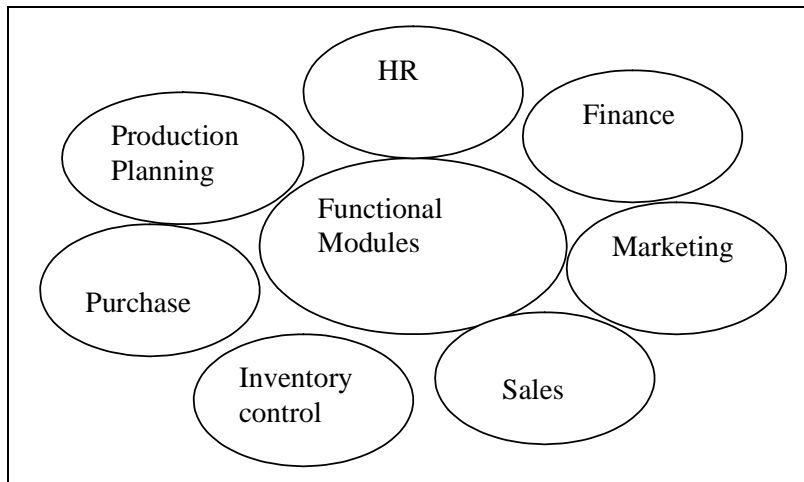 HR
Finance
Production
Planning
Functional
Modules
Marketing
Purchase
Inventory
control
Sales